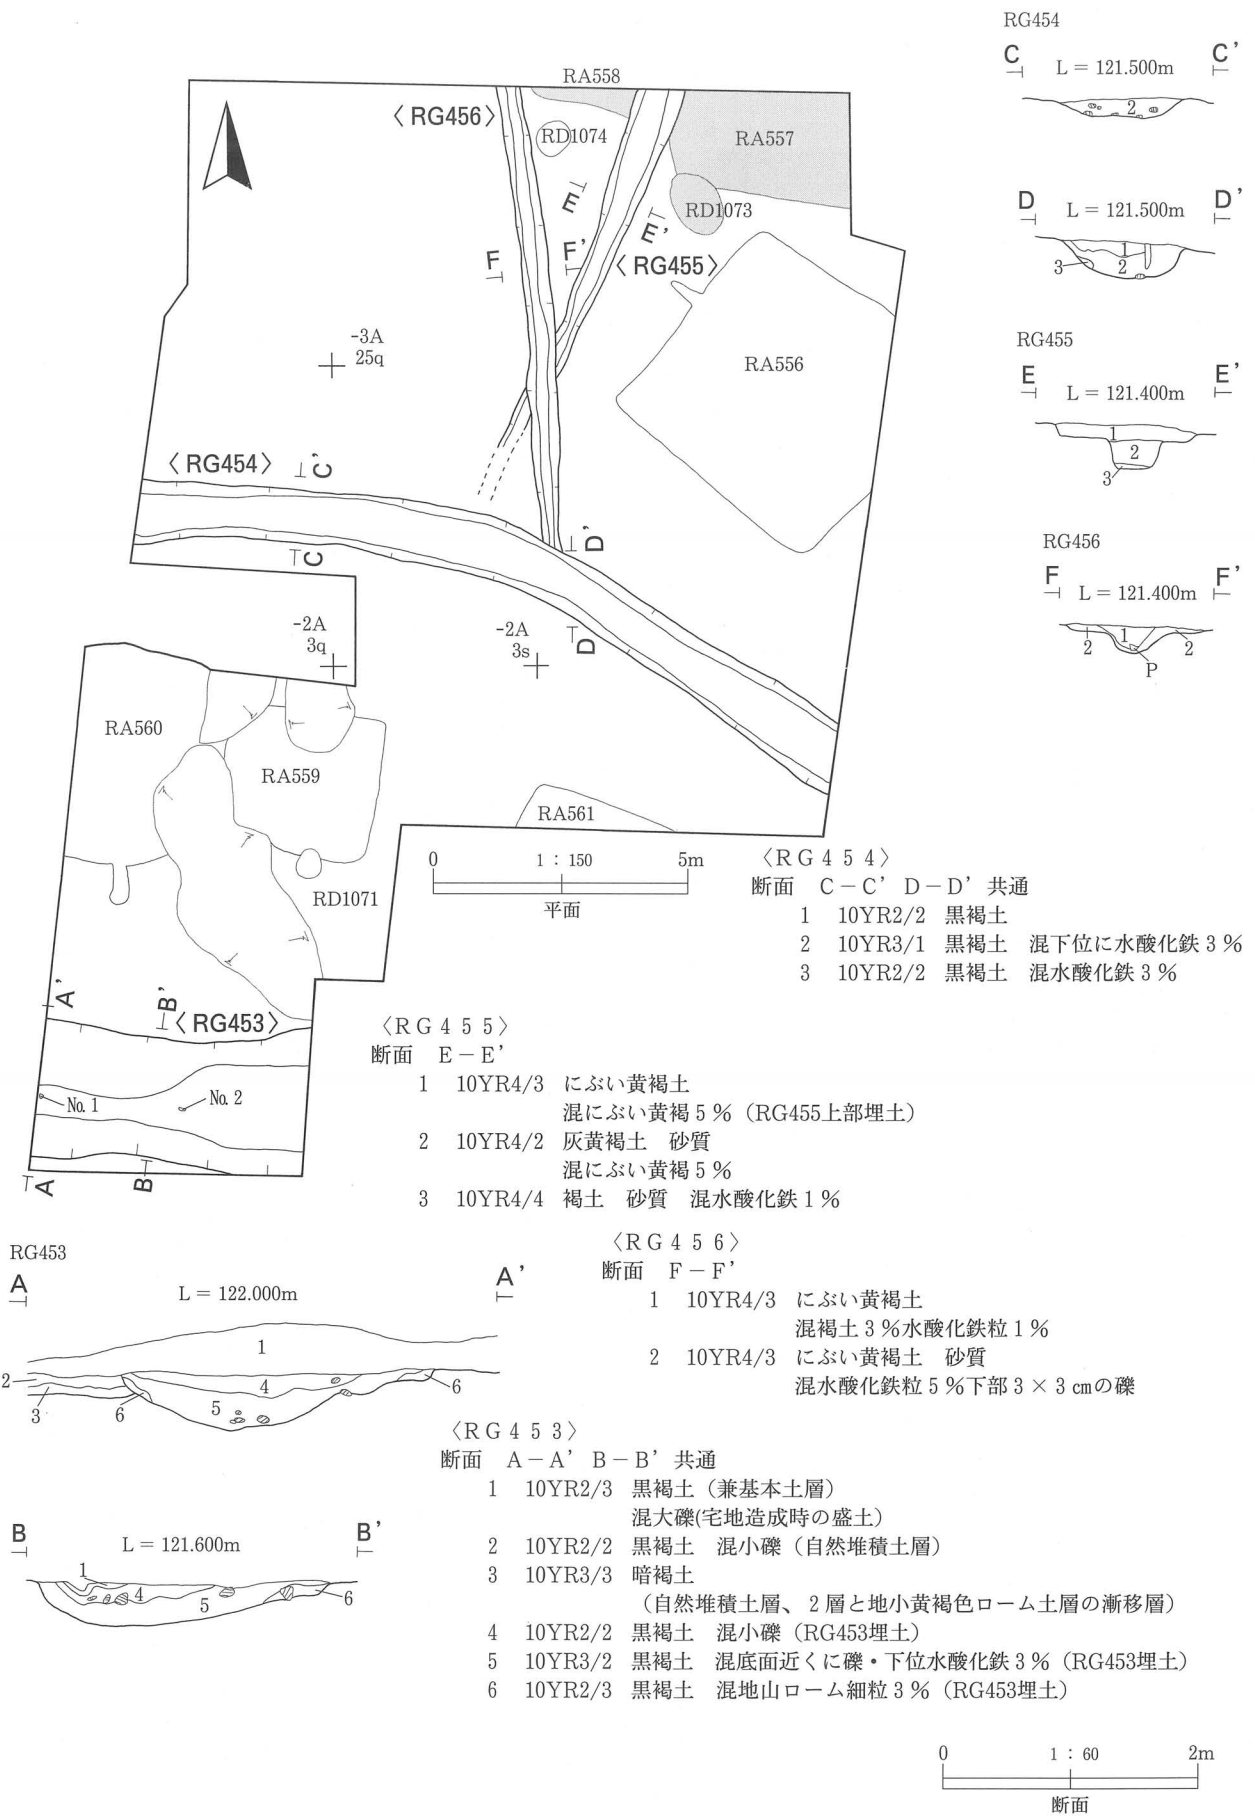 RG454
C
C'
L = 121.500m
2
D
D'
L = 121.500m
1
2
3
RG455
E
E'
L = 121.400m
1
2
3
RG456
F
F'
L = 121.400m
1
2
2
P
RA558
〈RG456〉
RD1074
RA557
RD1073
E
E'
F
F'
〈RG455〉
-3A
25q
RA556
〈RG454〉
C'
C
D'
D
-2A
3q
-2A
3s
RA560
RA559
RA561
RD1071
A'
B'
〈RG453〉
No. 1
No. 2
A
B
0 1 : 150 5m
平面
〈RG454〉
断面 C-C' D-D' 共通
1 10YR2/2 黒褐土
2 10YR3/1 黒褐土 混下位に水酸化鉄3%
3 10YR2/2 黒褐土 混水酸化鉄3%
〈RG455〉
断面 E-E'
1 10YR4/3 にぶい黄褐土
混にぶい黄褐5%（RG455上部埋土）
2 10YR4/2 灰黄褐土 砂質
混にぶい黄褐5%
3 10YR4/4 褐土 砂質 混水酸化鉄1%
〈RG456〉
断面 F-F'
1 10YR4/3 にぶい黄褐土
混褐土3%水酸化鉄粒1%
2 10YR4/3 にぶい黄褐土 砂質
混水酸化鉄粒5%下部3×3㎝の礫
RG453
A
A'
L = 122.000m
1
2
3
4
5
6
6
B
B'
L = 121.600m
1
4
5
6
〈RG453〉
断面 A-A' B-B' 共通
1 10YR2/3 黒褐土（兼基本土層）
混大礫(宅地造成時の盛土）
2 10YR2/2 黒褐土 混小礫（自然堆積土層）
3 10YR3/3 暗褐土
（自然堆積土層、2層と地小黄褐色ローム土層の漸移層）
4 10YR2/2 黒褐土 混小礫（RG453埋土）
5 10YR3/2 黒褐土 混底面近くに礫・下位水酸化鉄3%（RG453埋土）
6 10YR2/3 黒褐土 混地山ローム細粒3%（RG453埋土）
0 1 : 60 2m
断面